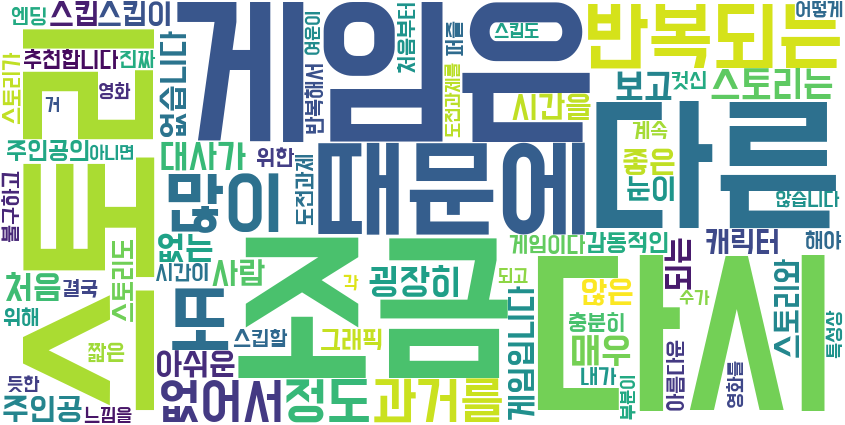 엔딩
스킵
스킵이
게임은
여운이
처음부터
퍼즐
스킵도
반복되는
어떻게
스토리가
스토리
추천합니다
진짜
없습니다
영화
거
반복해서
도전과제를
시간을
보고
컷신
스토리는
주인공의
아니면
대사가
위한
때문에
계속
좋은
다른
불구하고
많이
도전과제
눈이
않습니다
스토리도
없는
게임이다
감동적인
캐릭터
해야
처음
결국
시간이
사람
또
조금
굉장히
각
되고
다시
않은
되는
수가
스토리와
위해
짧은
스킵할
그래픽
게임입니다
충분히
매우
특성상
듯한
아쉬운
내가
아름다운
영화를
주인공
느낌을
없어서
정도
과거를
부분이